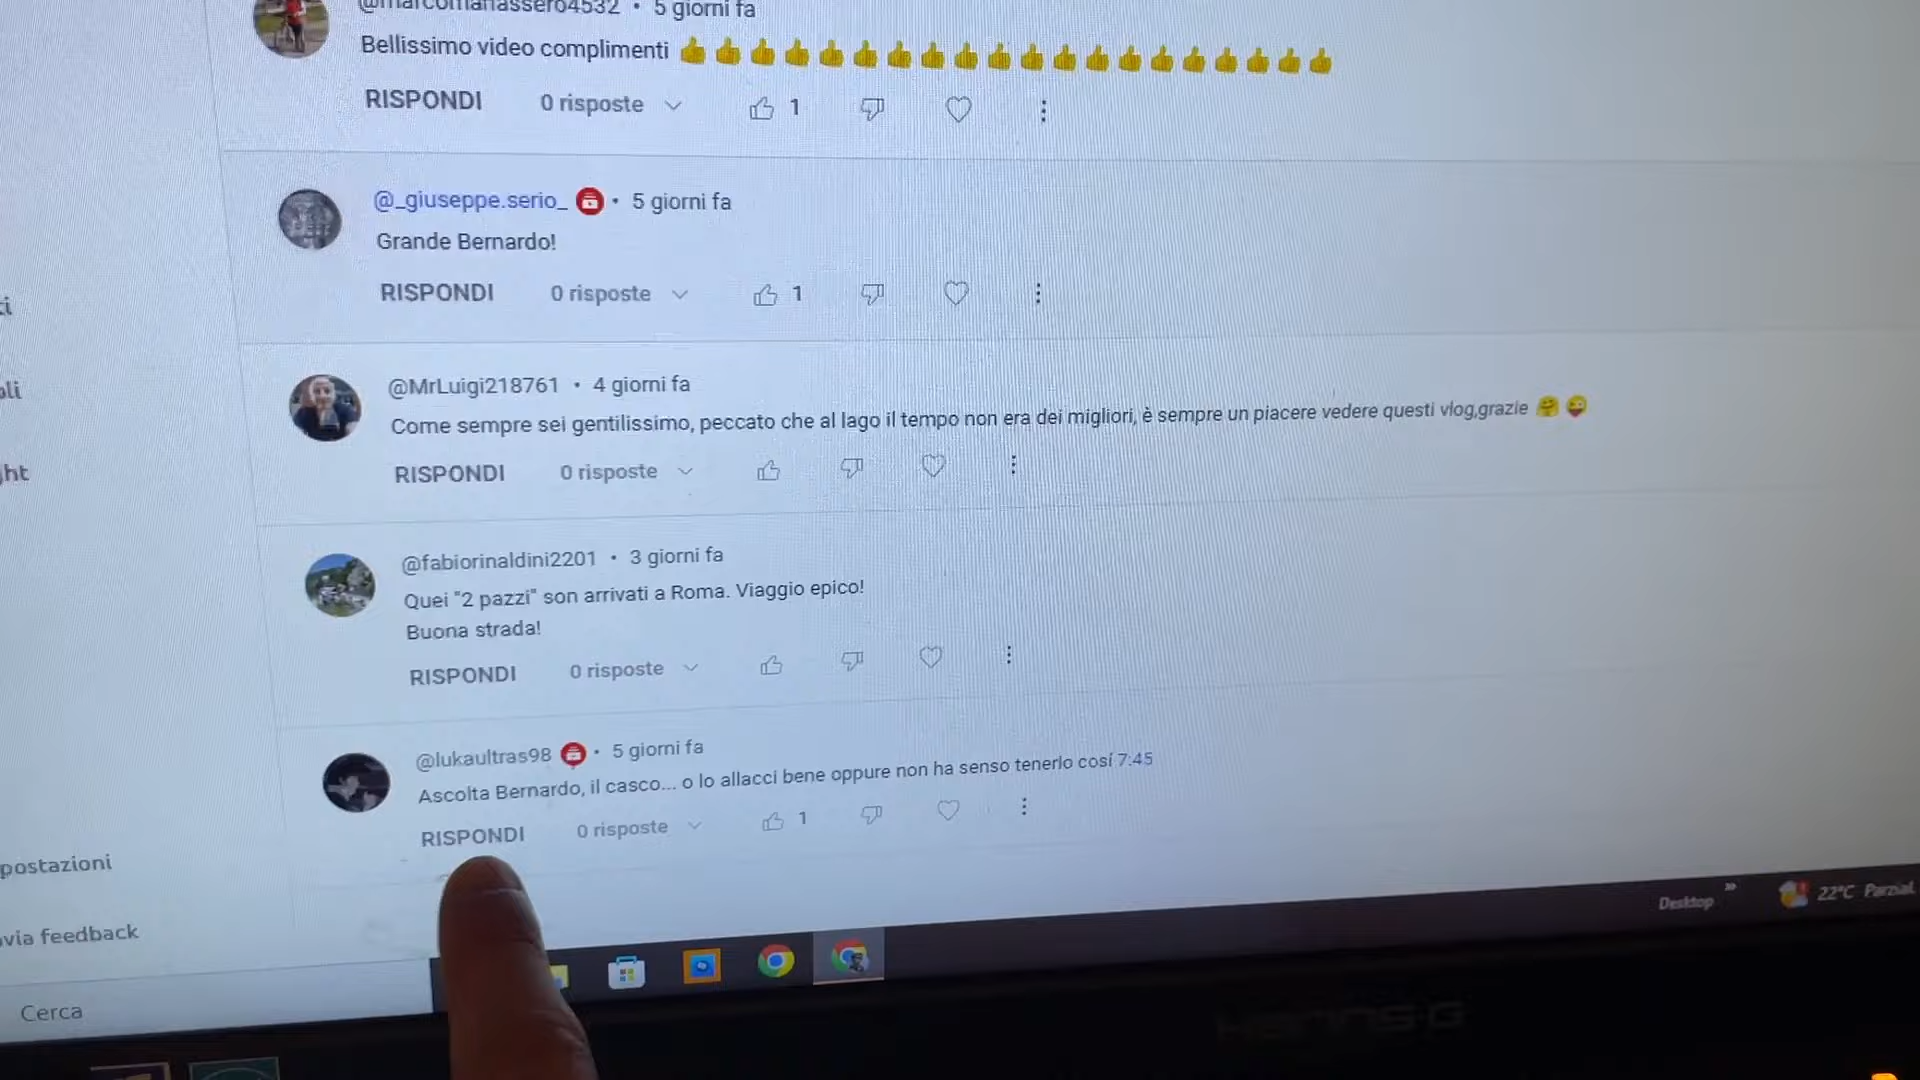 @marcomanassero4532 • 5 giorni fa
Bellissimo video complimenti 👍👍👍👍👍👍👍👍👍👍👍👍👍👍👍👍👍👍👍👍
RISPONDI 0 risposte 1
@_giuseppe.serio_ • 5 giorni fa
Grande Bernardo!
RISPONDI 0 risposte 1
@MrLuigi218761 • 4 giorni fa
Come sempre sei gentilissimo, peccato che al lago il tempo non era dei migliori, è sempre un piacere vedere questi vlog,grazie 🤗 😜
RISPONDI 0 risposte
@fabiorinaldini2201 • 3 giorni fa
Quei "2 pazzi" son arrivati a Roma. Viaggio epico!
Buona strada!
RISPONDI 0 risposte
@lukaultras98 • 5 giorni fa
Ascolta Bernardo, il casco... o lo allacci bene oppure non ha senso tenerlo cosí 7:45
RISPONDI 0 risposte 1
oli
ght
postazioni
via feedback
Cerca
Desktop » 22°C Parzial
HANNS-G